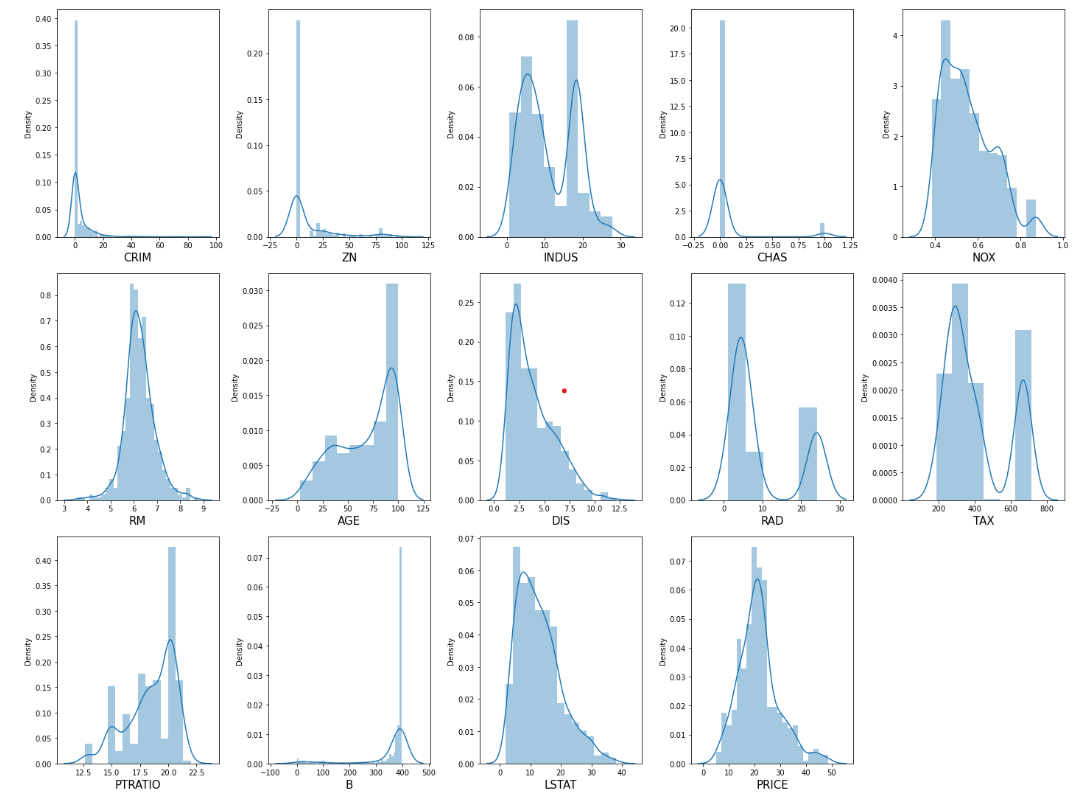 0.40
0.35
0.30
0.25
0.20
0.15
0.10
0.05
0.00
Density
0 20 40 60 80 100
CRIM
0.20
0.15
0.10
0.05
0.00
Density
−25 0 25 50 75 100 125
ZN
0.08
0.06
0.04
0.02
0.00
Density
0 10 20 30
INDUS
20.0
17.5
15.0
12.5
10.0
7.5
5.0
2.5
0.0
Density
−0.25 0.00 0.25 0.50 0.75 1.00 1.25
CHAS
4
3
2
1
0
Density
0.4 0.6 0.8 1.0
NOX
0.8
0.7
0.6
0.5
0.4
0.3
0.2
0.1
0.0
Density
3 4 5 6 7 8 9
RM
0.030
0.025
0.020
0.015
0.010
0.005
0.000
Density
−25 0 25 50 75 100 125
AGE
0.25
0.20
0.15
0.10
0.05
0.00
Density
0.0 2.5 5.0 7.5 10.0 12.5
DIS
0.12
0.10
0.08
0.06
0.04
0.02
0.00
Density
0 10 20 30
RAD
0.0040
0.0035
0.0030
0.0025
0.0020
0.0015
0.0010
0.0005
0.0000
Density
200 400 600 800
TAX
0.40
0.35
0.30
0.25
0.20
0.15
0.10
0.05
0.00
Density
12.5 15.0 17.5 20.0 22.5
PTRATIO
0.07
0.06
0.05
0.04
0.03
0.02
0.01
0.00
Density
−100 0 100 200 300 400 500
B
0.07
0.06
0.05
0.04
0.03
0.02
0.01
0.00
Density
0 10 20 30 40
LSTAT
0.07
0.06
0.05
0.04
0.03
0.02
0.01
0.00
Density
0 10 20 30 40 50
PRICE